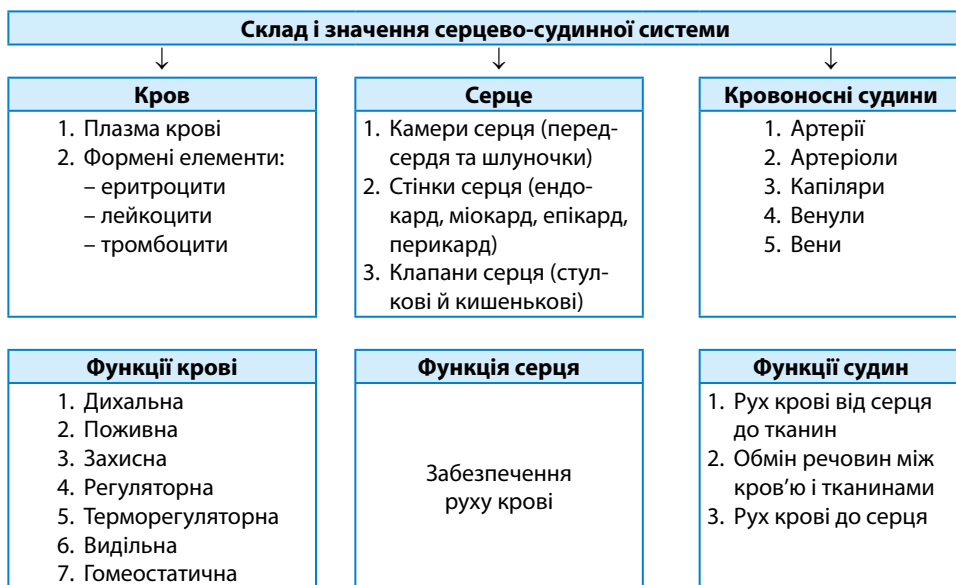 Склад і значення серцево-судинної системи
↓ ↓ ↓
Кров
1. Плазма крові
2. Формені елементи:
– еритроцити
– лейкоцити
– тромбоцити
Серце
1. Камери серця (перед-
сердя та шлуночки)
2. Стінки серця (ендо-
кард, міокард, епікард,
перикард)
3. Клапани серця (стул-
кові й кишенькові)
Кровоносні судини
1. Артерії
2. Артеріоли
3. Капіляри
4. Венули
5. Вени
Функції крові
1. Дихальна
2. Поживна
3. Захисна
4. Регуляторна
5. Терморегуляторна
6. Видільна
7. Гомеостатична
Функція серця
Забезпечення
руху крові
Функції судин
1. Рух крові від серця
до тканин
2. Обмін речовин між
кров’ю і тканинами
3. Рух крові до серця